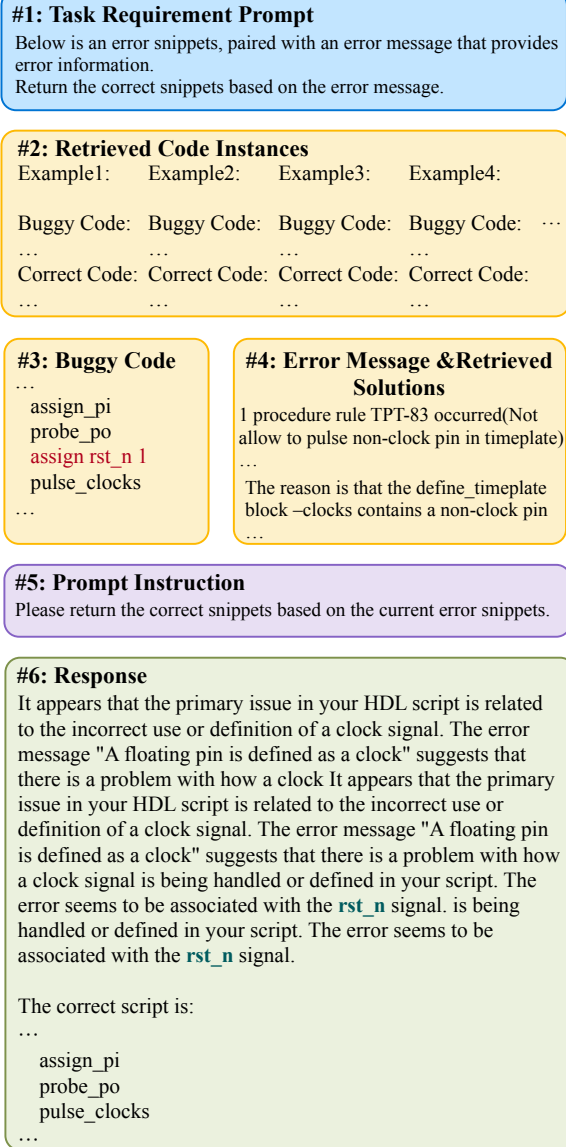 #1: Task Requirement Prompt
Below is an error snippets, paired with an error message that provides
error information.
Return the correct snippets based on the error message.
#2: Retrieved Code Instances
Example1: Example2: Example3: Example4:
Buggy Code: Buggy Code: Buggy Code: Buggy Code: …
… … … …
Correct Code: Correct Code: Correct Code: Correct Code:
… … … …
#3: Buggy Code
…
assign_pi
probe_po
assign rst_n 1
pulse_clocks
…
#4: Error Message &Retrieved
Solutions
1 procedure rule TPT-83 occurred(Not
allow to pulse non-clock pin in timeplate)
…
The reason is that the define_timeplate
block –clocks contains a non-clock pin
…
#5: Prompt Instruction
Please return the correct snippets based on the current error snippets.
#6: Response
It appears that the primary issue in your HDL script is related
to the incorrect use or definition of a clock signal. The error
message "A floating pin is defined as a clock" suggests that
there is a problem with how a clock It appears that the primary
issue in your HDL script is related to the incorrect use or
definition of a clock signal. The error message "A floating pin
is defined as a clock" suggests that there is a problem with how
a clock signal is being handled or defined in your script. The
error seems to be associated with the rst_n signal. is being
handled or defined in your script. The error seems to be
associated with the rst_n signal.
The correct script is:
…
assign_pi
probe_po
pulse_clocks
…